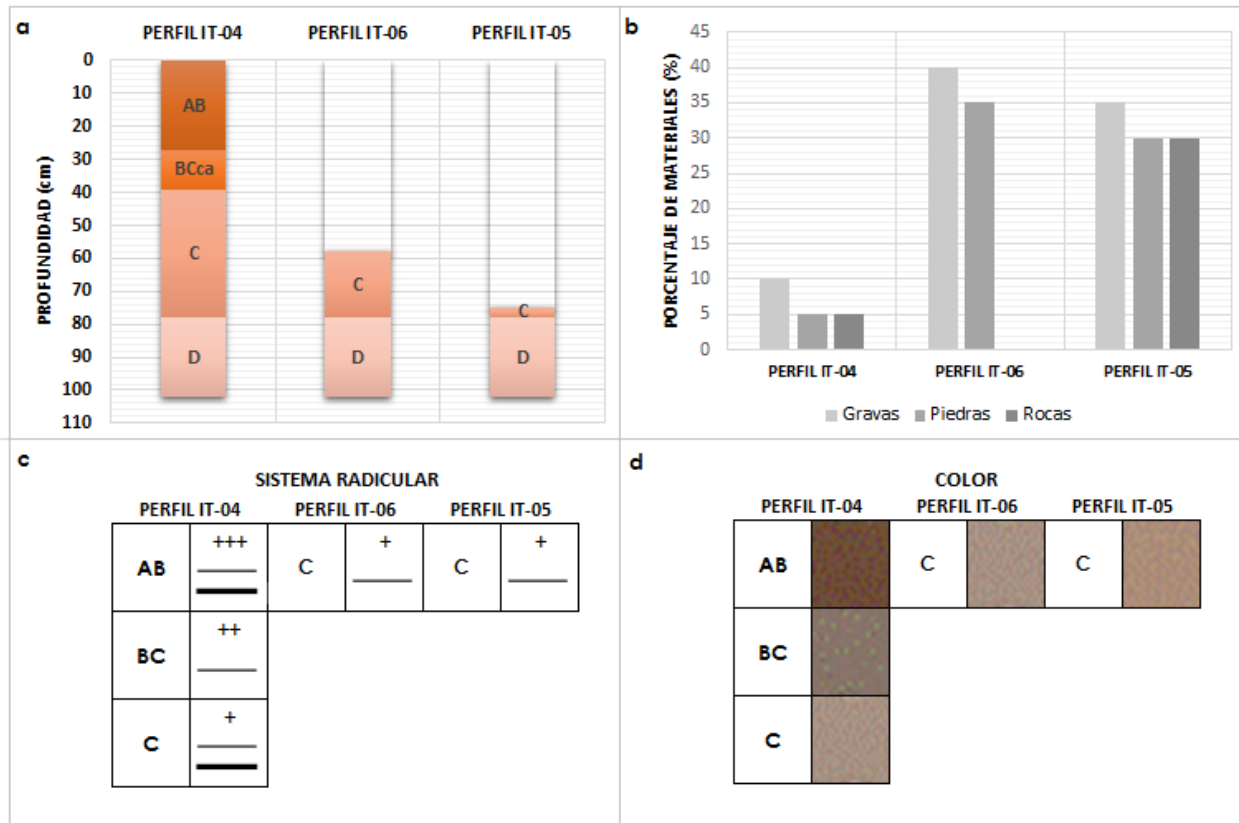 a
PERFIL IT-04 PERFIL IT-06 PERFIL IT-05
PROFUNDIDAD (cm)
0
10
20
30
40
50
60
70
80
90
100
110
AB
BCca
C
D
C
D
C
D
b
PORCENTAJE DE MATERIALES (%)
45
40
35
30
25
20
15
10
5
0
PERFIL IT-04 PERFIL IT-06 PERFIL IT-05
Gravas Piedras Rocas
c
SISTEMA RADICULAR
PERFIL IT-04 PERFIL IT-06 PERFIL IT-05
AB +++ C + C +
BC ++
C +
d
COLOR
PERFIL IT-04 PERFIL IT-06 PERFIL IT-05
AB C C
BC
C